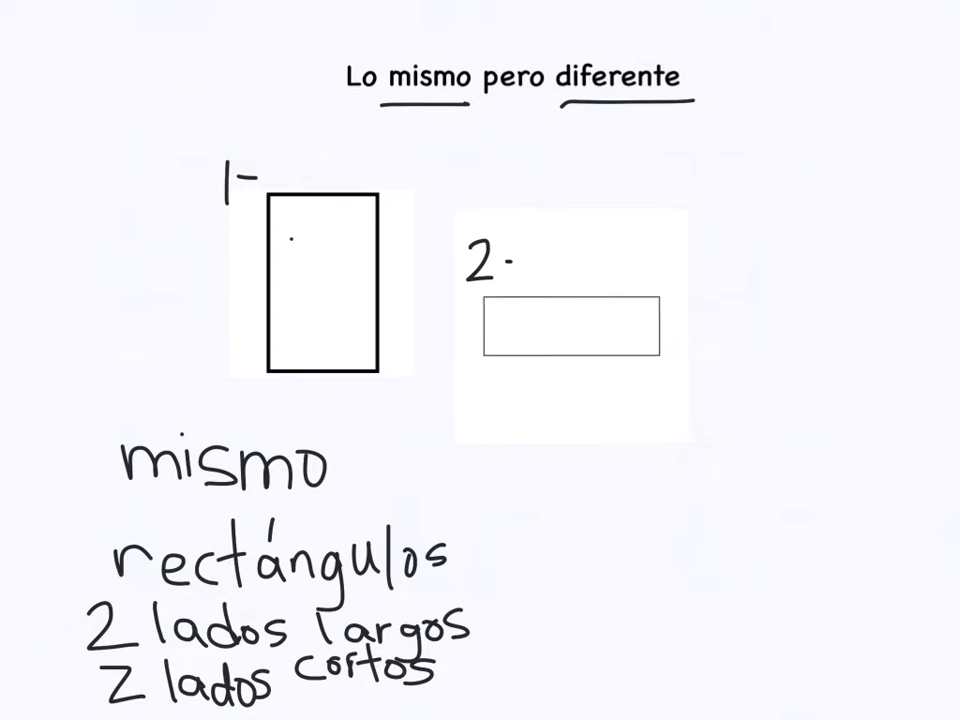 Lo mismo pero diferente
1-
2-
mismo
rectángulos
2 lados largos
2 lados cortos